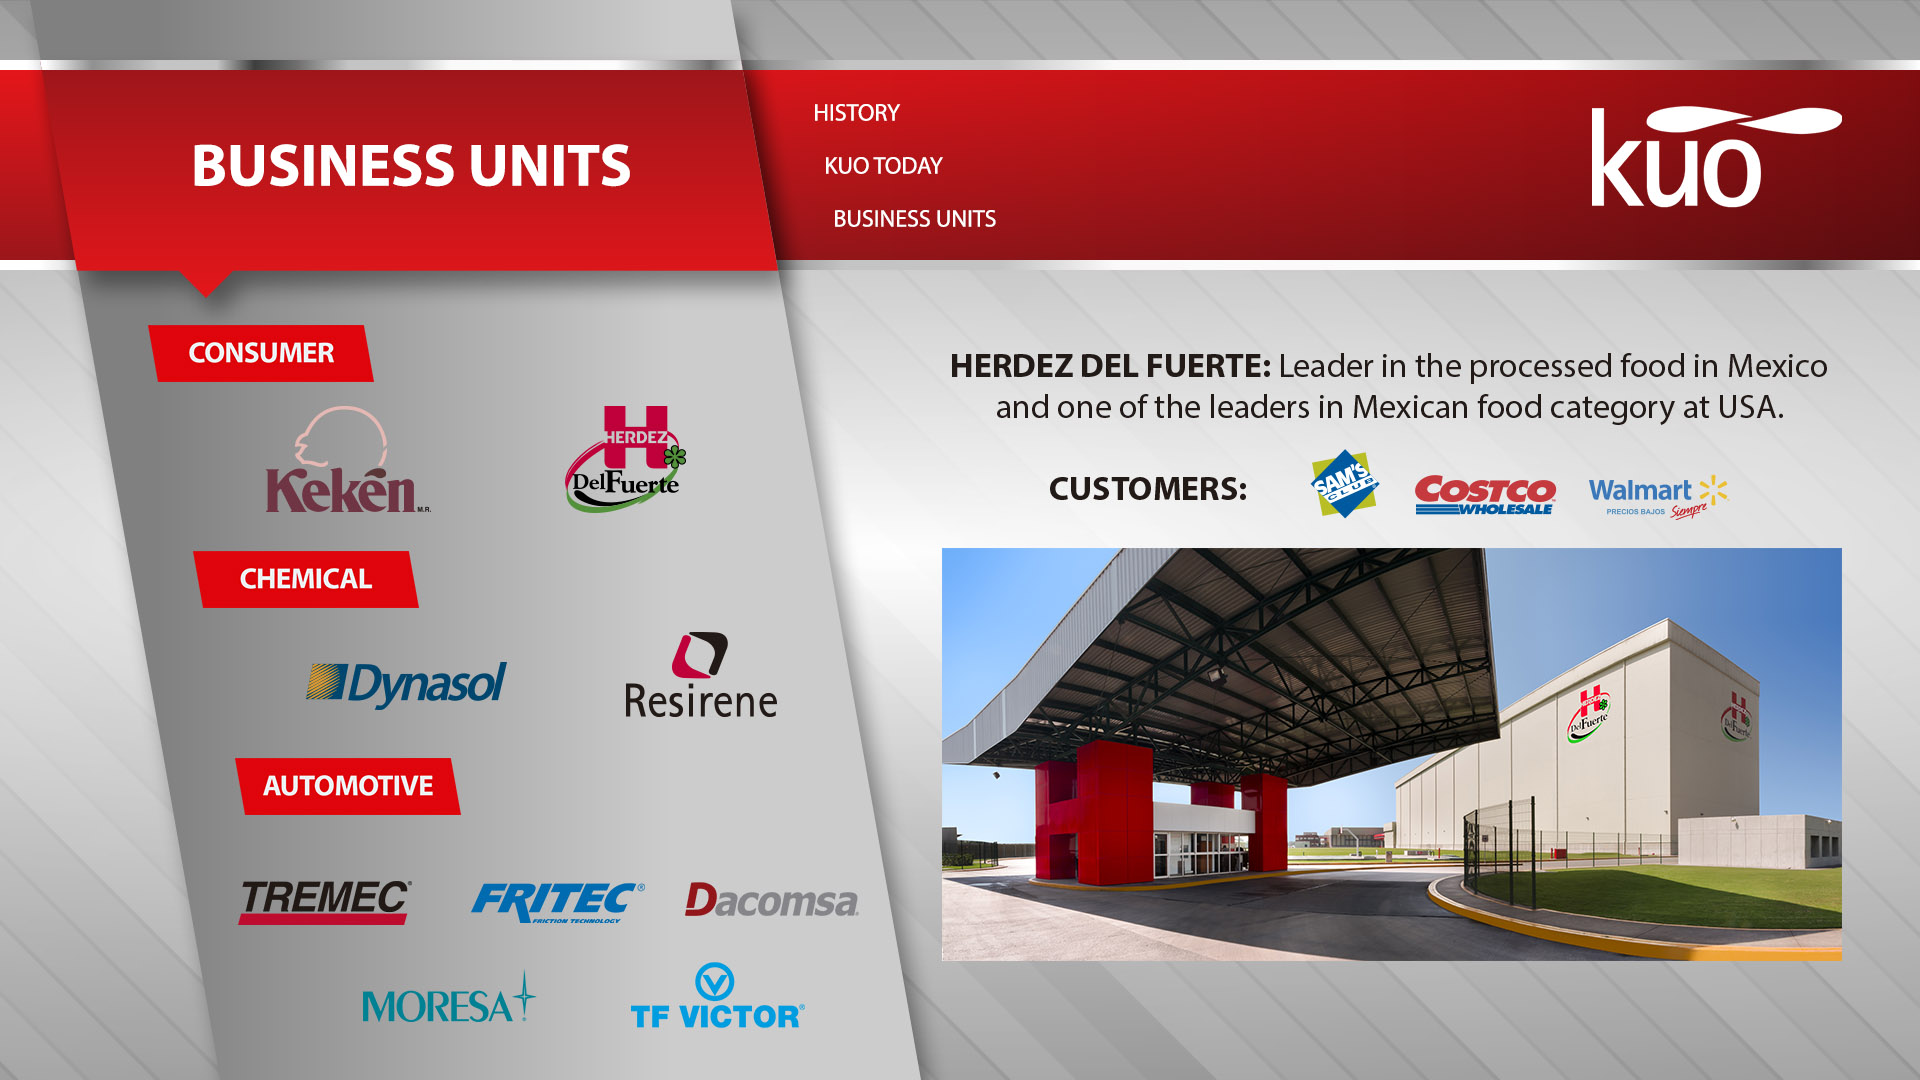 BUSINESS UNITS
HISTORY
KUO TODAY
BUSINESS UNITS
kuo
CONSUMER
Kekén M.R.
HERDEZ
DelFuerte
CHEMICAL
Dynasol
Resirene
AUTOMOTIVE
TREMEC®
FRITEC®
FRICTION TECHNOLOGY
Dacomsa
MORESA
TF VICTOR®
HERDEZ DEL FUERTE: Leader in the processed food in Mexico
and one of the leaders in Mexican food category at USA.
CUSTOMERS:
SAM'S
CLUB
COSTCO
WHOLESALE
Walmart
PRECIOS BAJOS Siempre
H
DelFuerte
H
DelFuerte